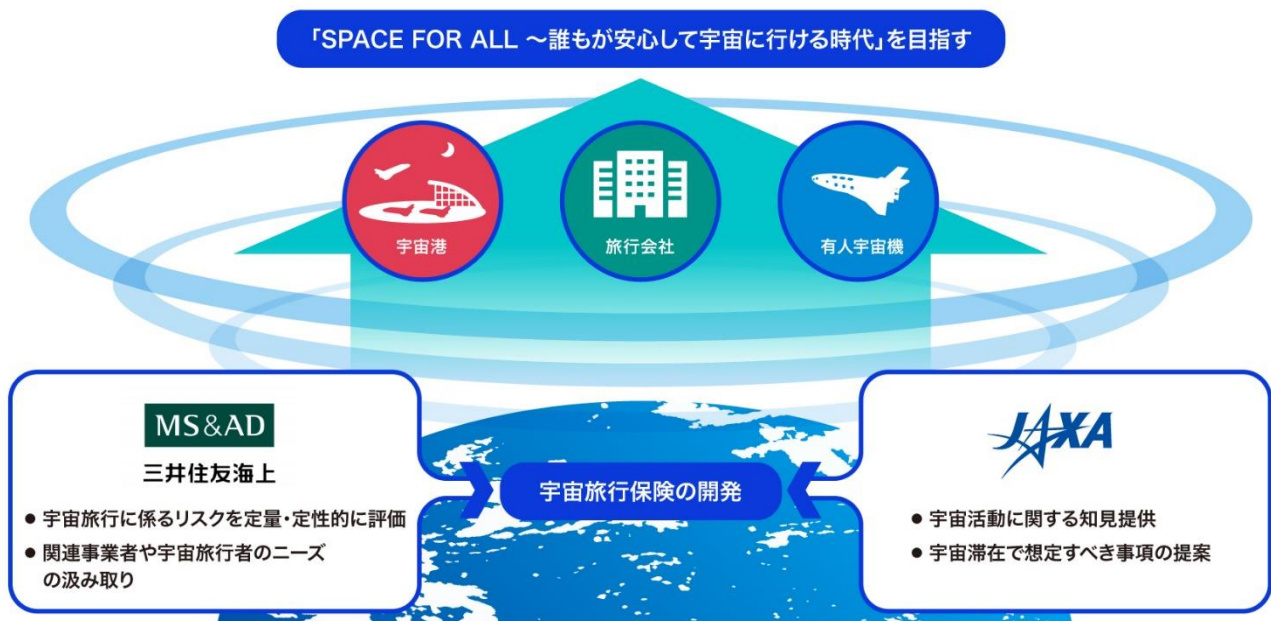 「SPACE FOR ALL ～誰もが安心して宇宙に行ける時代」を目指す
宇宙港
旅行会社
有人宇宙機
MS&AD
三井住友海上
● 宇宙旅行に係るリスクを定量・定性的に評価
● 関連事業者や宇宙旅行者のニーズ
の汲み取り
宇宙旅行保険の開発
JAXA
● 宇宙活動に関する知見提供
● 宇宙滞在で想定すべき事項の提案